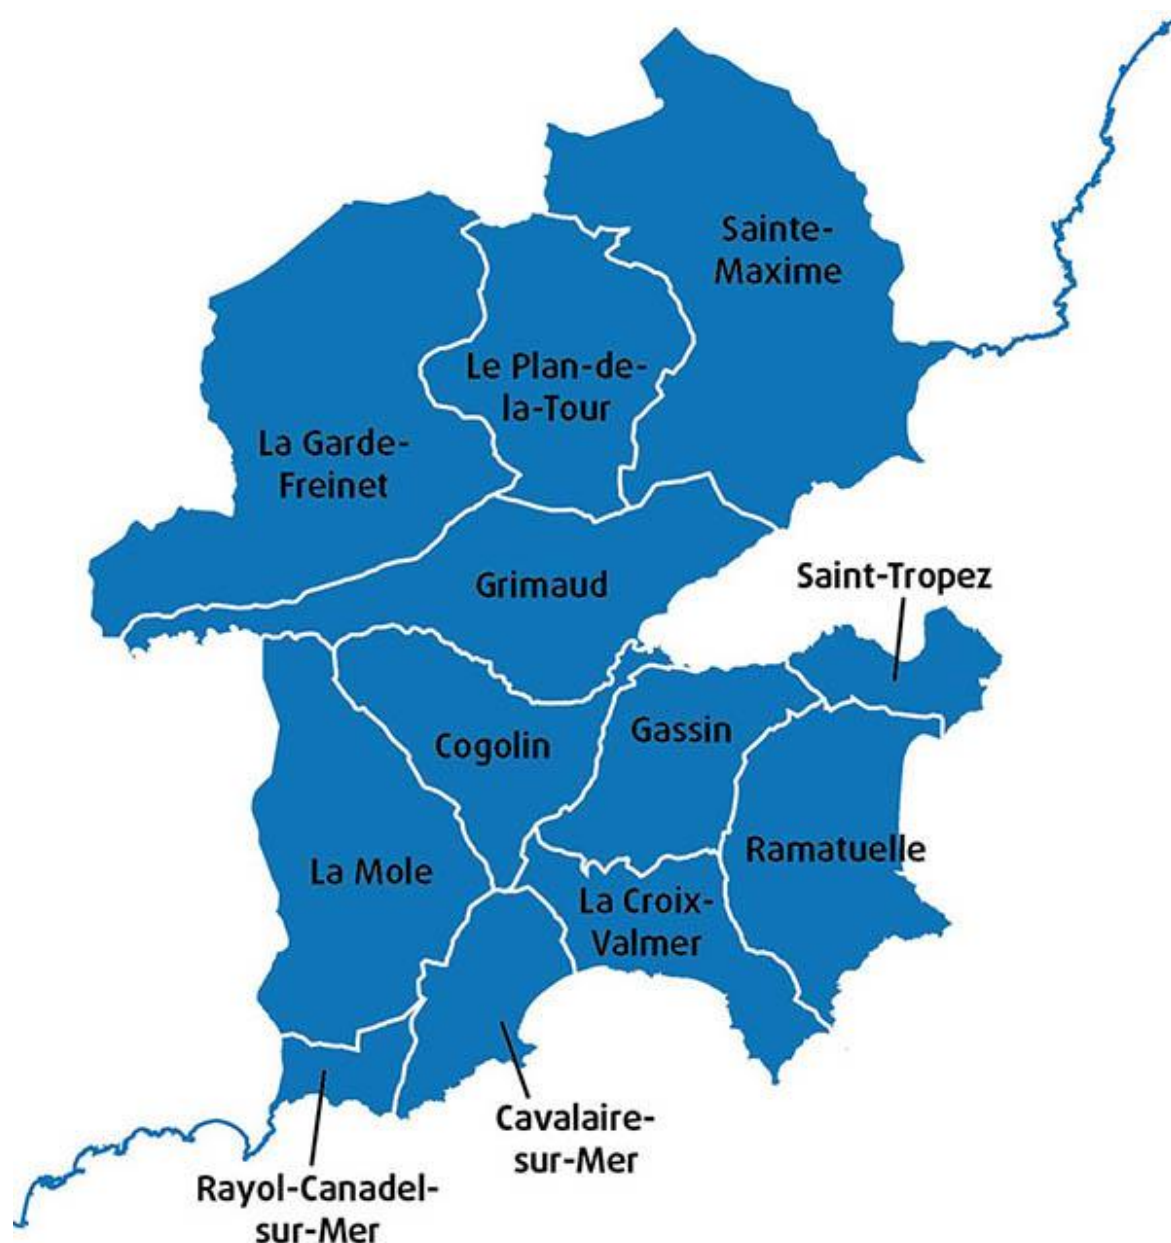 Sainte-
Maxime
Le Plan-de-
la-Tour
La Garde-
Freinet
Grimaud
Saint-Tropez
Cogolin
Gassin
Ramatuelle
La Mole
La Croix-
Valmer
Cavalaire-
sur-Mer
Rayol-Canadel-
sur-Mer